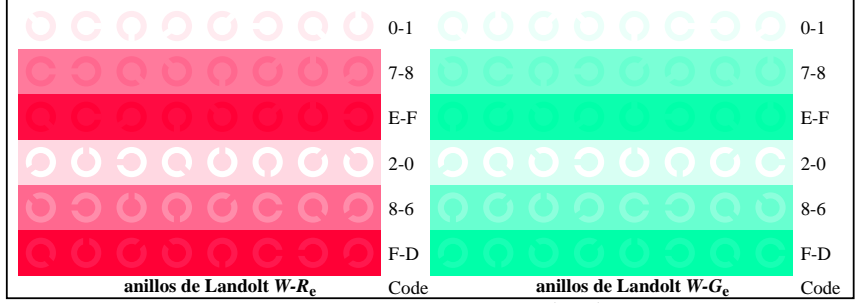 0-1 0-1
7-8 7-8
E-F E-F
2-0 2-0
8-6 8-6
F-D F-D
anillos de Landolt W-Re Code anillos de Landolt W-Ge Code